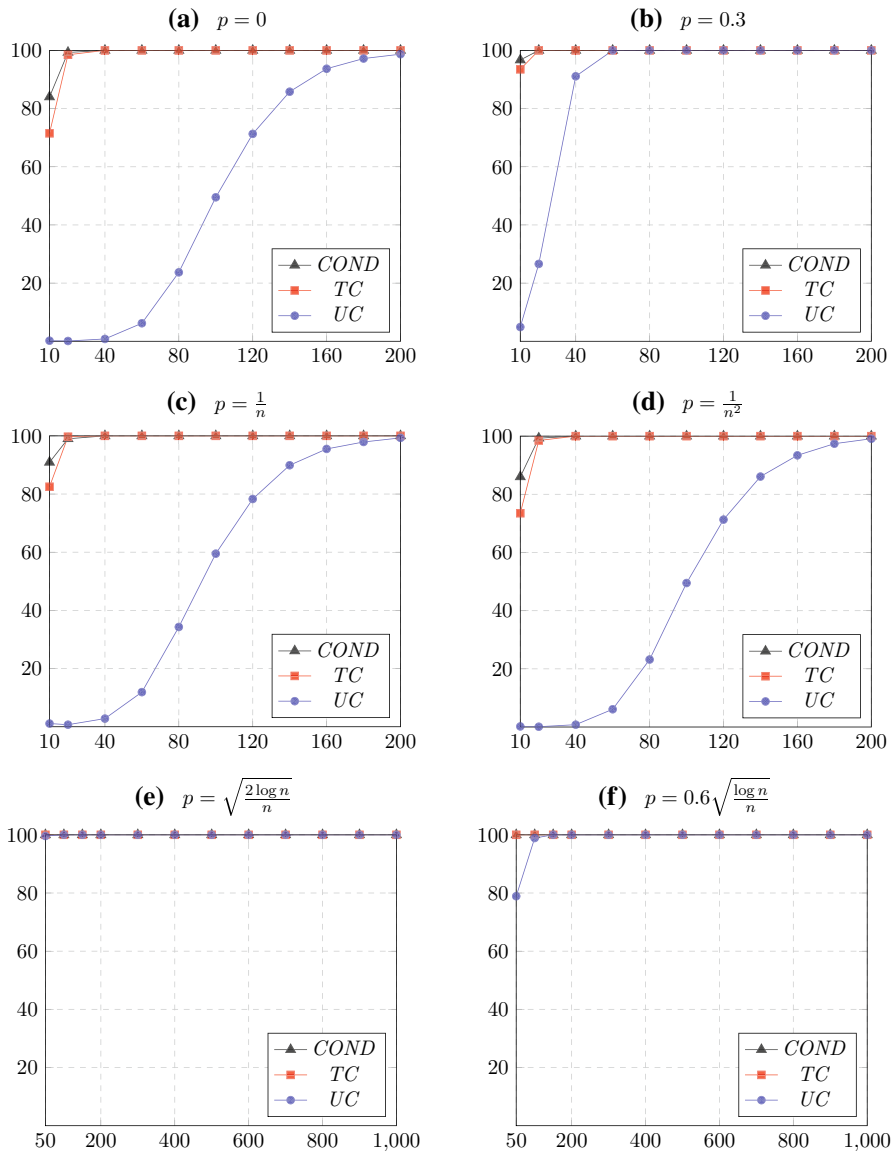 (a) p = 0
100
80
60
40
20
10 40 80 120 160 200
COND
TC
UC
(b) p = 0.3
100
80
60
40
20
10 40 80 120 160 200
COND
TC
UC
(c) p = 1/n
100
80
60
40
20
10 40 80 120 160 200
COND
TC
UC
(d) p = 1/n²
100
80
60
40
20
10 40 80 120 160 200
COND
TC
UC
(e) p = √(2 log n/n)
100
80
60
40
20
50 200 400 600 800 1,000
COND
TC
UC
(f) p = 0.6√(log n/n)
100
80
60
40
20
50 200 400 600 800 1,000
COND
TC
UC